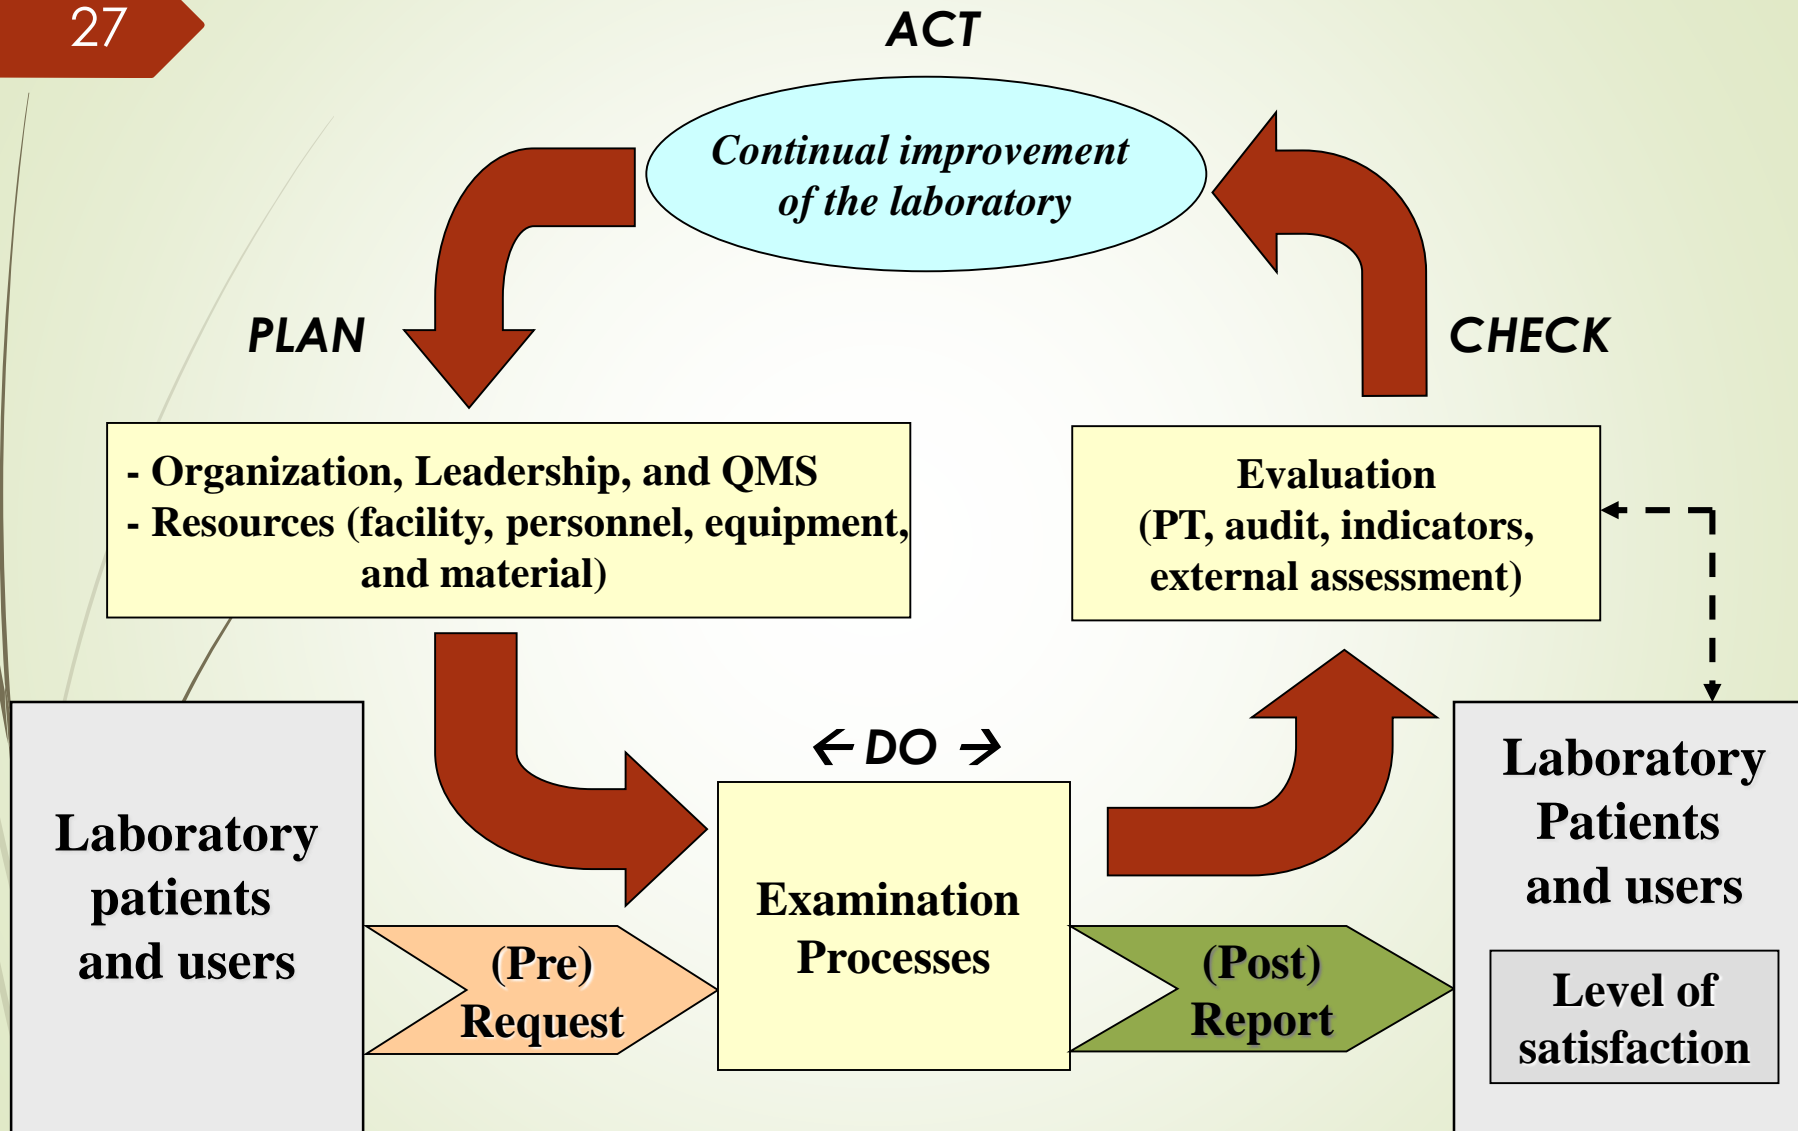 27
ACT
Continual improvement
of the laboratory
PLAN
CHECK
- Organization, Leadership, and QMS
- Resources (facility, personnel, equipment,
and material)
Evaluation
(PT, audit, indicators,
external assessment)
← DO →
Laboratory
patients
and users
(Pre)
Request
Examination
Processes
(Post)
Report
Laboratory
Patients
and users
Level of
satisfaction